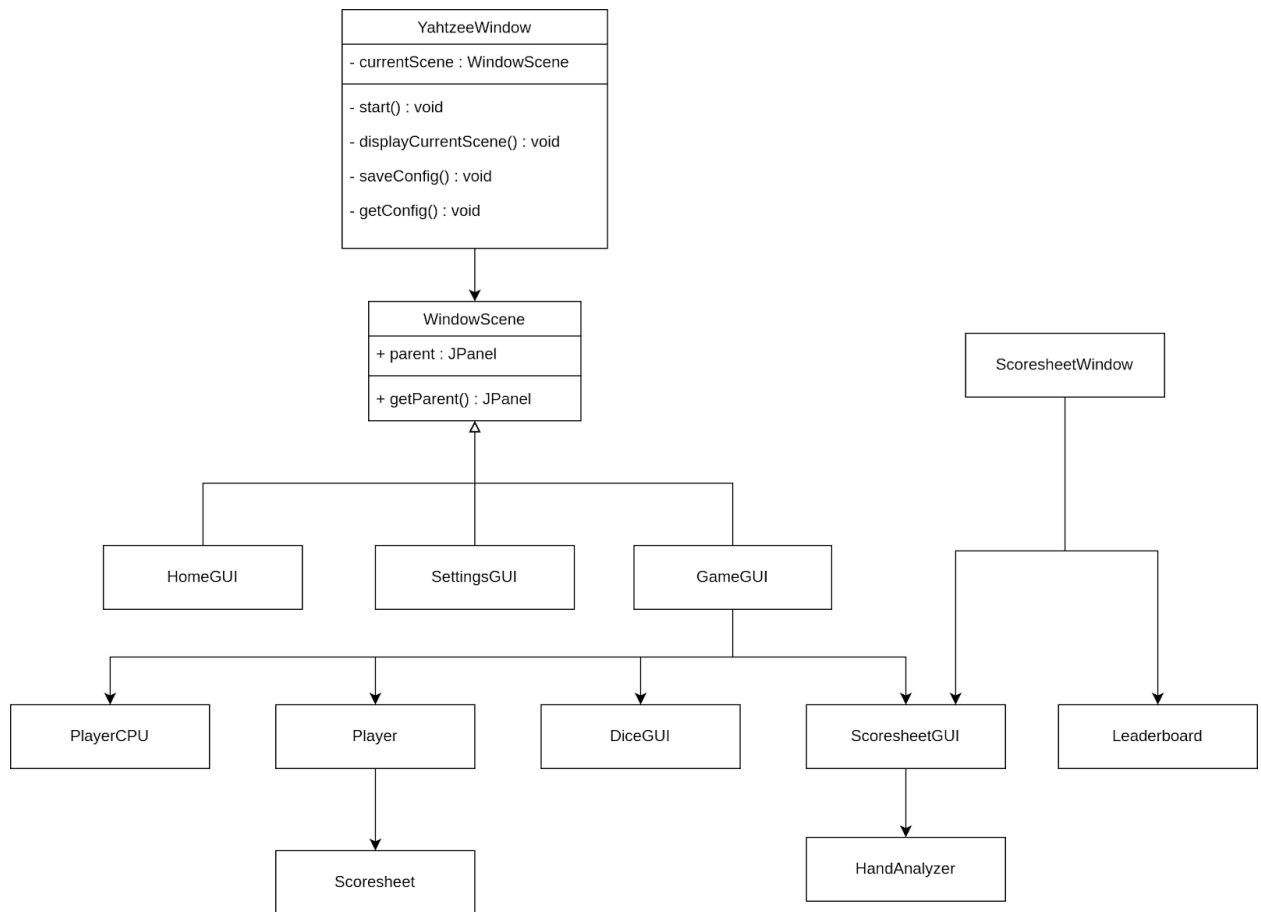 YahtzeeWindow
- currentScene : WindowScene
- start() : void
- displayCurrentScene() : void
- saveConfig() : void
- getConfig() : void
WindowScene
+ parent : JPanel
+ getParent() : JPanel
ScoresheetWindow
HomeGUI
SettingsGUI
GameGUI
PlayerCPU
Player
DiceGUI
ScoresheetGUI
Leaderboard
Scoresheet
HandAnalyzer